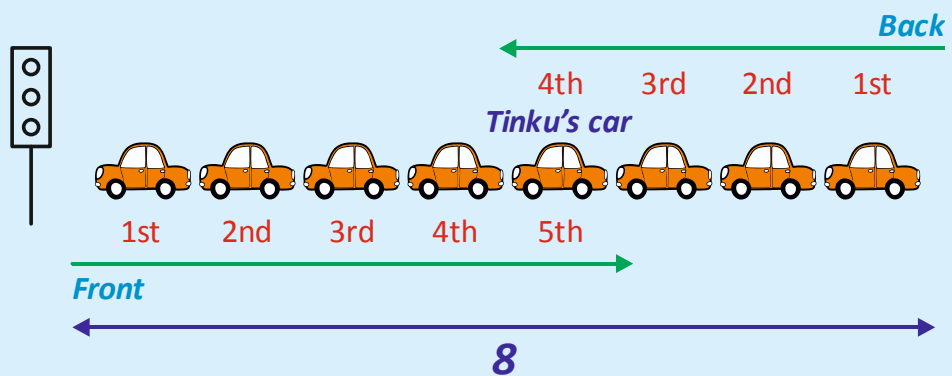 Back
4th 3rd 2nd 1st
Tinku's car
1st 2nd 3rd 4th 5th
Front
8